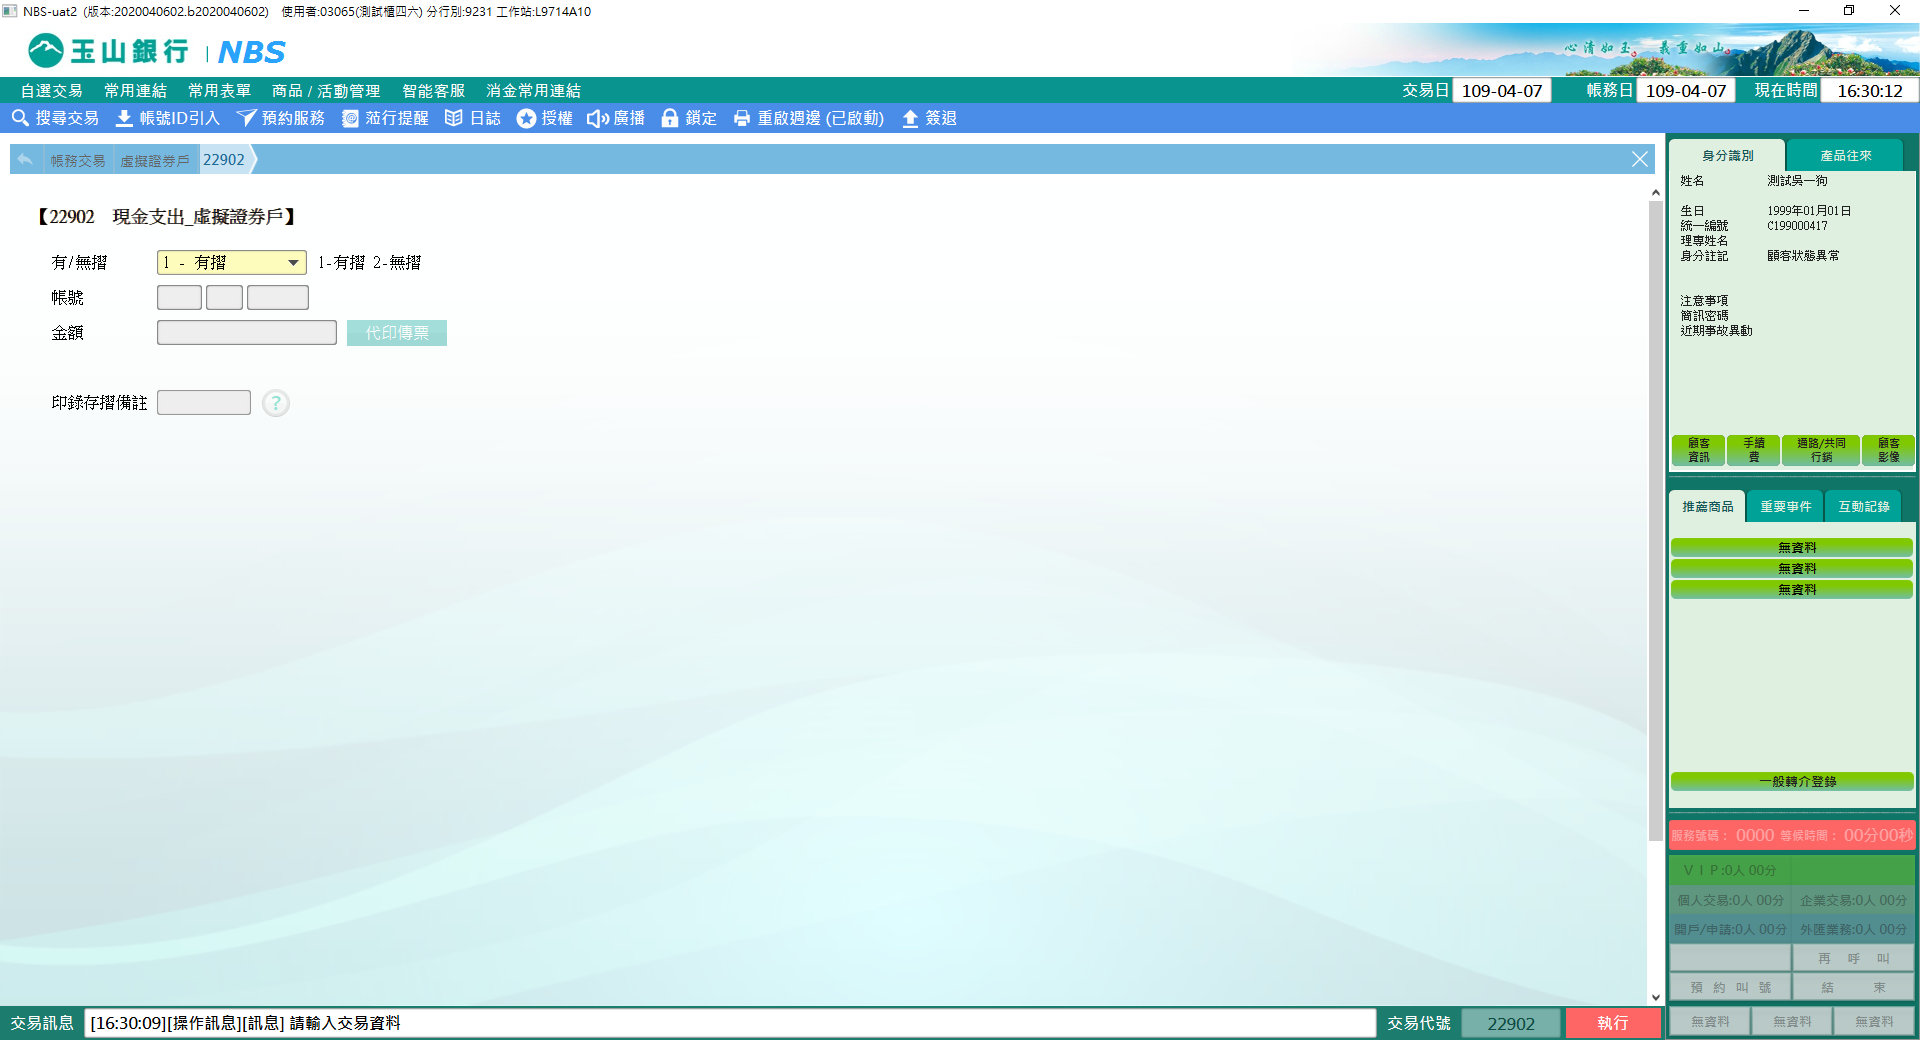 NBS-uat2 (版本:2020040602.b2020040602) 使用者:03065(測試櫃四六) 分行別:9231 工作站:L9714A10
玉山銀行 | NBS
心清如玉。 義重如山。
自選交易 常用連結 常用表單 商品 / 活動管理 智能客服 消金常用連結 交易日 109-04-07 帳務日 109-04-07 現在時間 16:30:12
搜尋交易 帳號ID引入 預約服務 蒞行提醒 日誌 授權 廣播 鎖定 重啟週邊 (已啟動) 簽退
帳務交易 虛擬證券戶 22902
【22902 現金支出_虛擬證券戶】
有/無摺 1 - 有摺 1-有摺 2-無摺
帳號
金額 代印傳票
印錄存摺備註 ?
身分識別 產品往來
姓名 測試吳一狗
生日 1999年01月01日
統一編號 C199000417
理專姓名
身分註記 顧客狀態異常
注意事項
簡訊密碼
近期事故異動
顧客資訊 手續費 通路/共同行銷 顧客影像
推薦商品 重要事件 互動記錄
無資料
無資料
無資料
一般轉介登錄
服務號碼: 0000 等候時間: 00分00秒
VIP:0人 00分
個人交易:0人 00分 企業交易:0人 00分
開戶/申請:0人 00分 外匯業務:0人 00分
再 呼 叫
預 約 叫 號 結 束
無資料 無資料 無資料
交易訊息 [16:30:09][操作訊息][訊息] 請輸入交易資料 交易代號 22902 執行